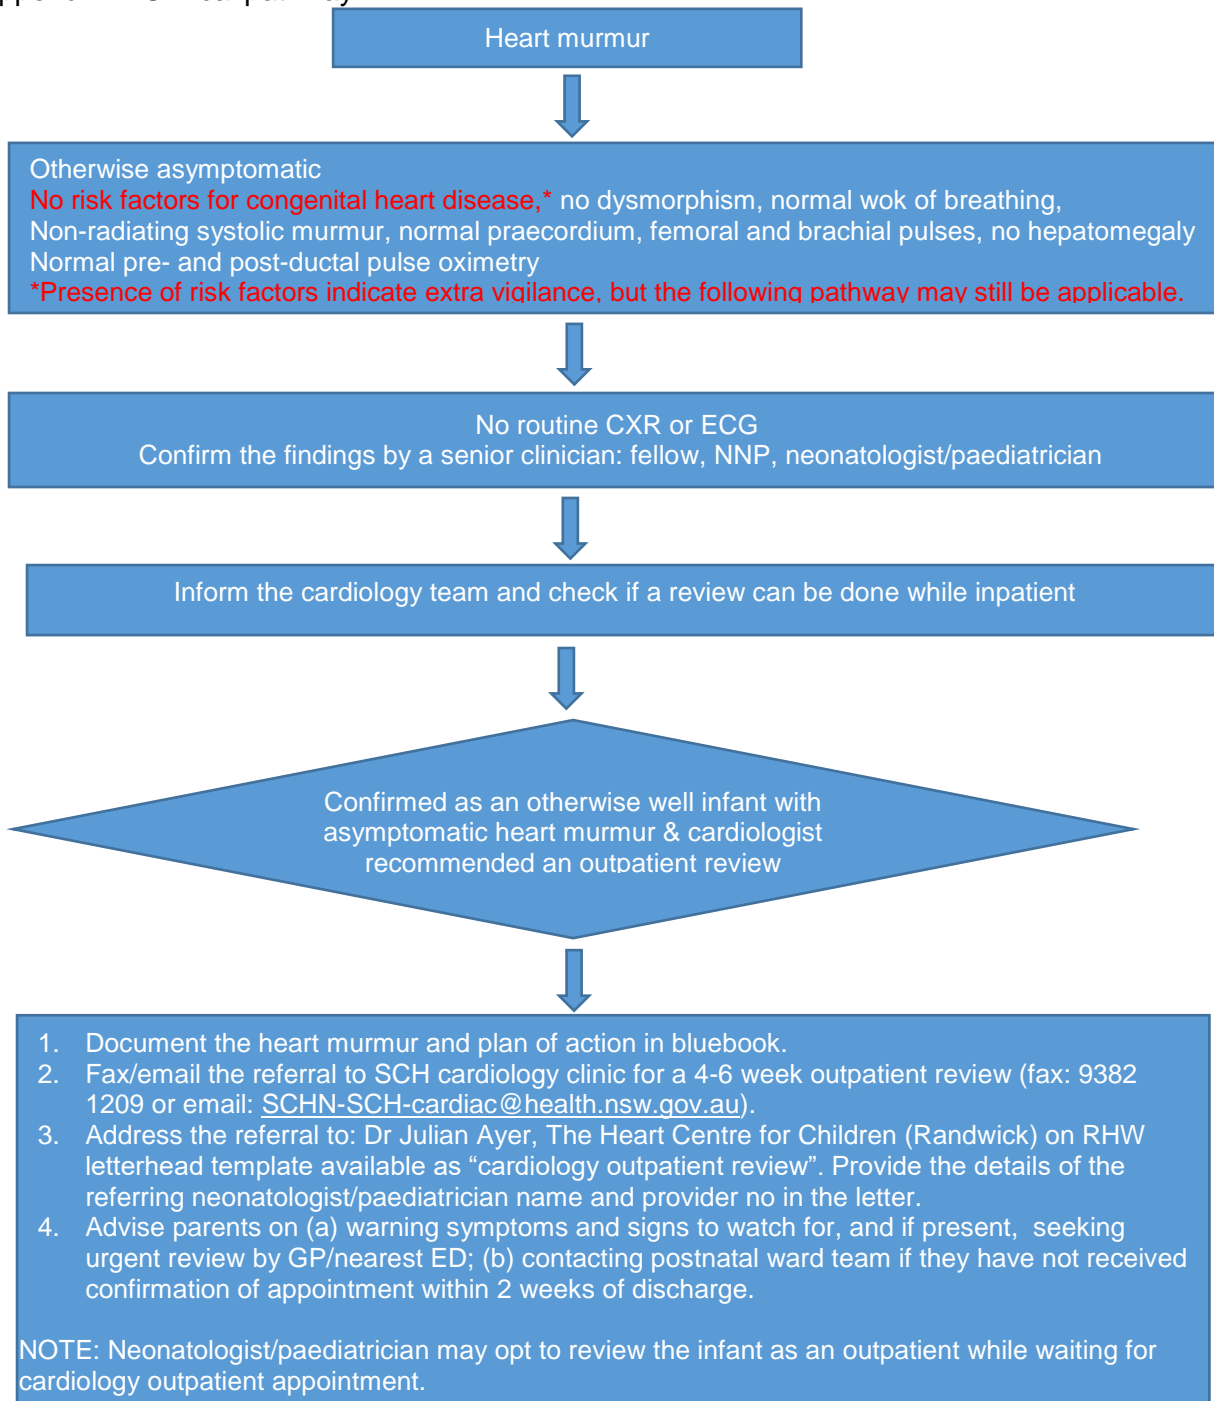 Heart murmur
Otherwise asymptomatic
No risk factors for congenital heart disease,* no dysmorphism, normal wok of breathing,
Non-radiating systolic murmur, normal praecordium, femoral and brachial pulses, no hepatomegaly
Normal pre- and post-ductal pulse oximetry
*Presence of risk factors indicate extra vigilance, but the following pathway may still be applicable.
No routine CXR or ECG
Confirm the findings by a senior clinician: fellow, NNP, neonatologist/paediatrician
Inform the cardiology team and check if a review can be done while inpatient
Confirmed as an otherwise well infant with
asymptomatic heart murmur & cardiologist
recommended an outpatient review
1. Document the heart murmur and plan of action in bluebook.
2. Fax/email the referral to SCH cardiology clinic for a 4-6 week outpatient review (fax: 9382
1209 or email: SCHN-SCH-cardiac@health.nsw.gov.au).
3. Address the referral to: Dr Julian Ayer, The Heart Centre for Children (Randwick) on RHW
letterhead template available as “cardiology outpatient review”. Provide the details of the
referring neonatologist/paediatrician name and provider no in the letter.
4. Advise parents on (a) warning symptoms and signs to watch for, and if present, seeking
urgent review by GP/nearest ED; (b) contacting postnatal ward team if they have not received
confirmation of appointment within 2 weeks of discharge.
NOTE: Neonatologist/paediatrician may opt to review the infant as an outpatient while waiting for
cardiology outpatient appointment.